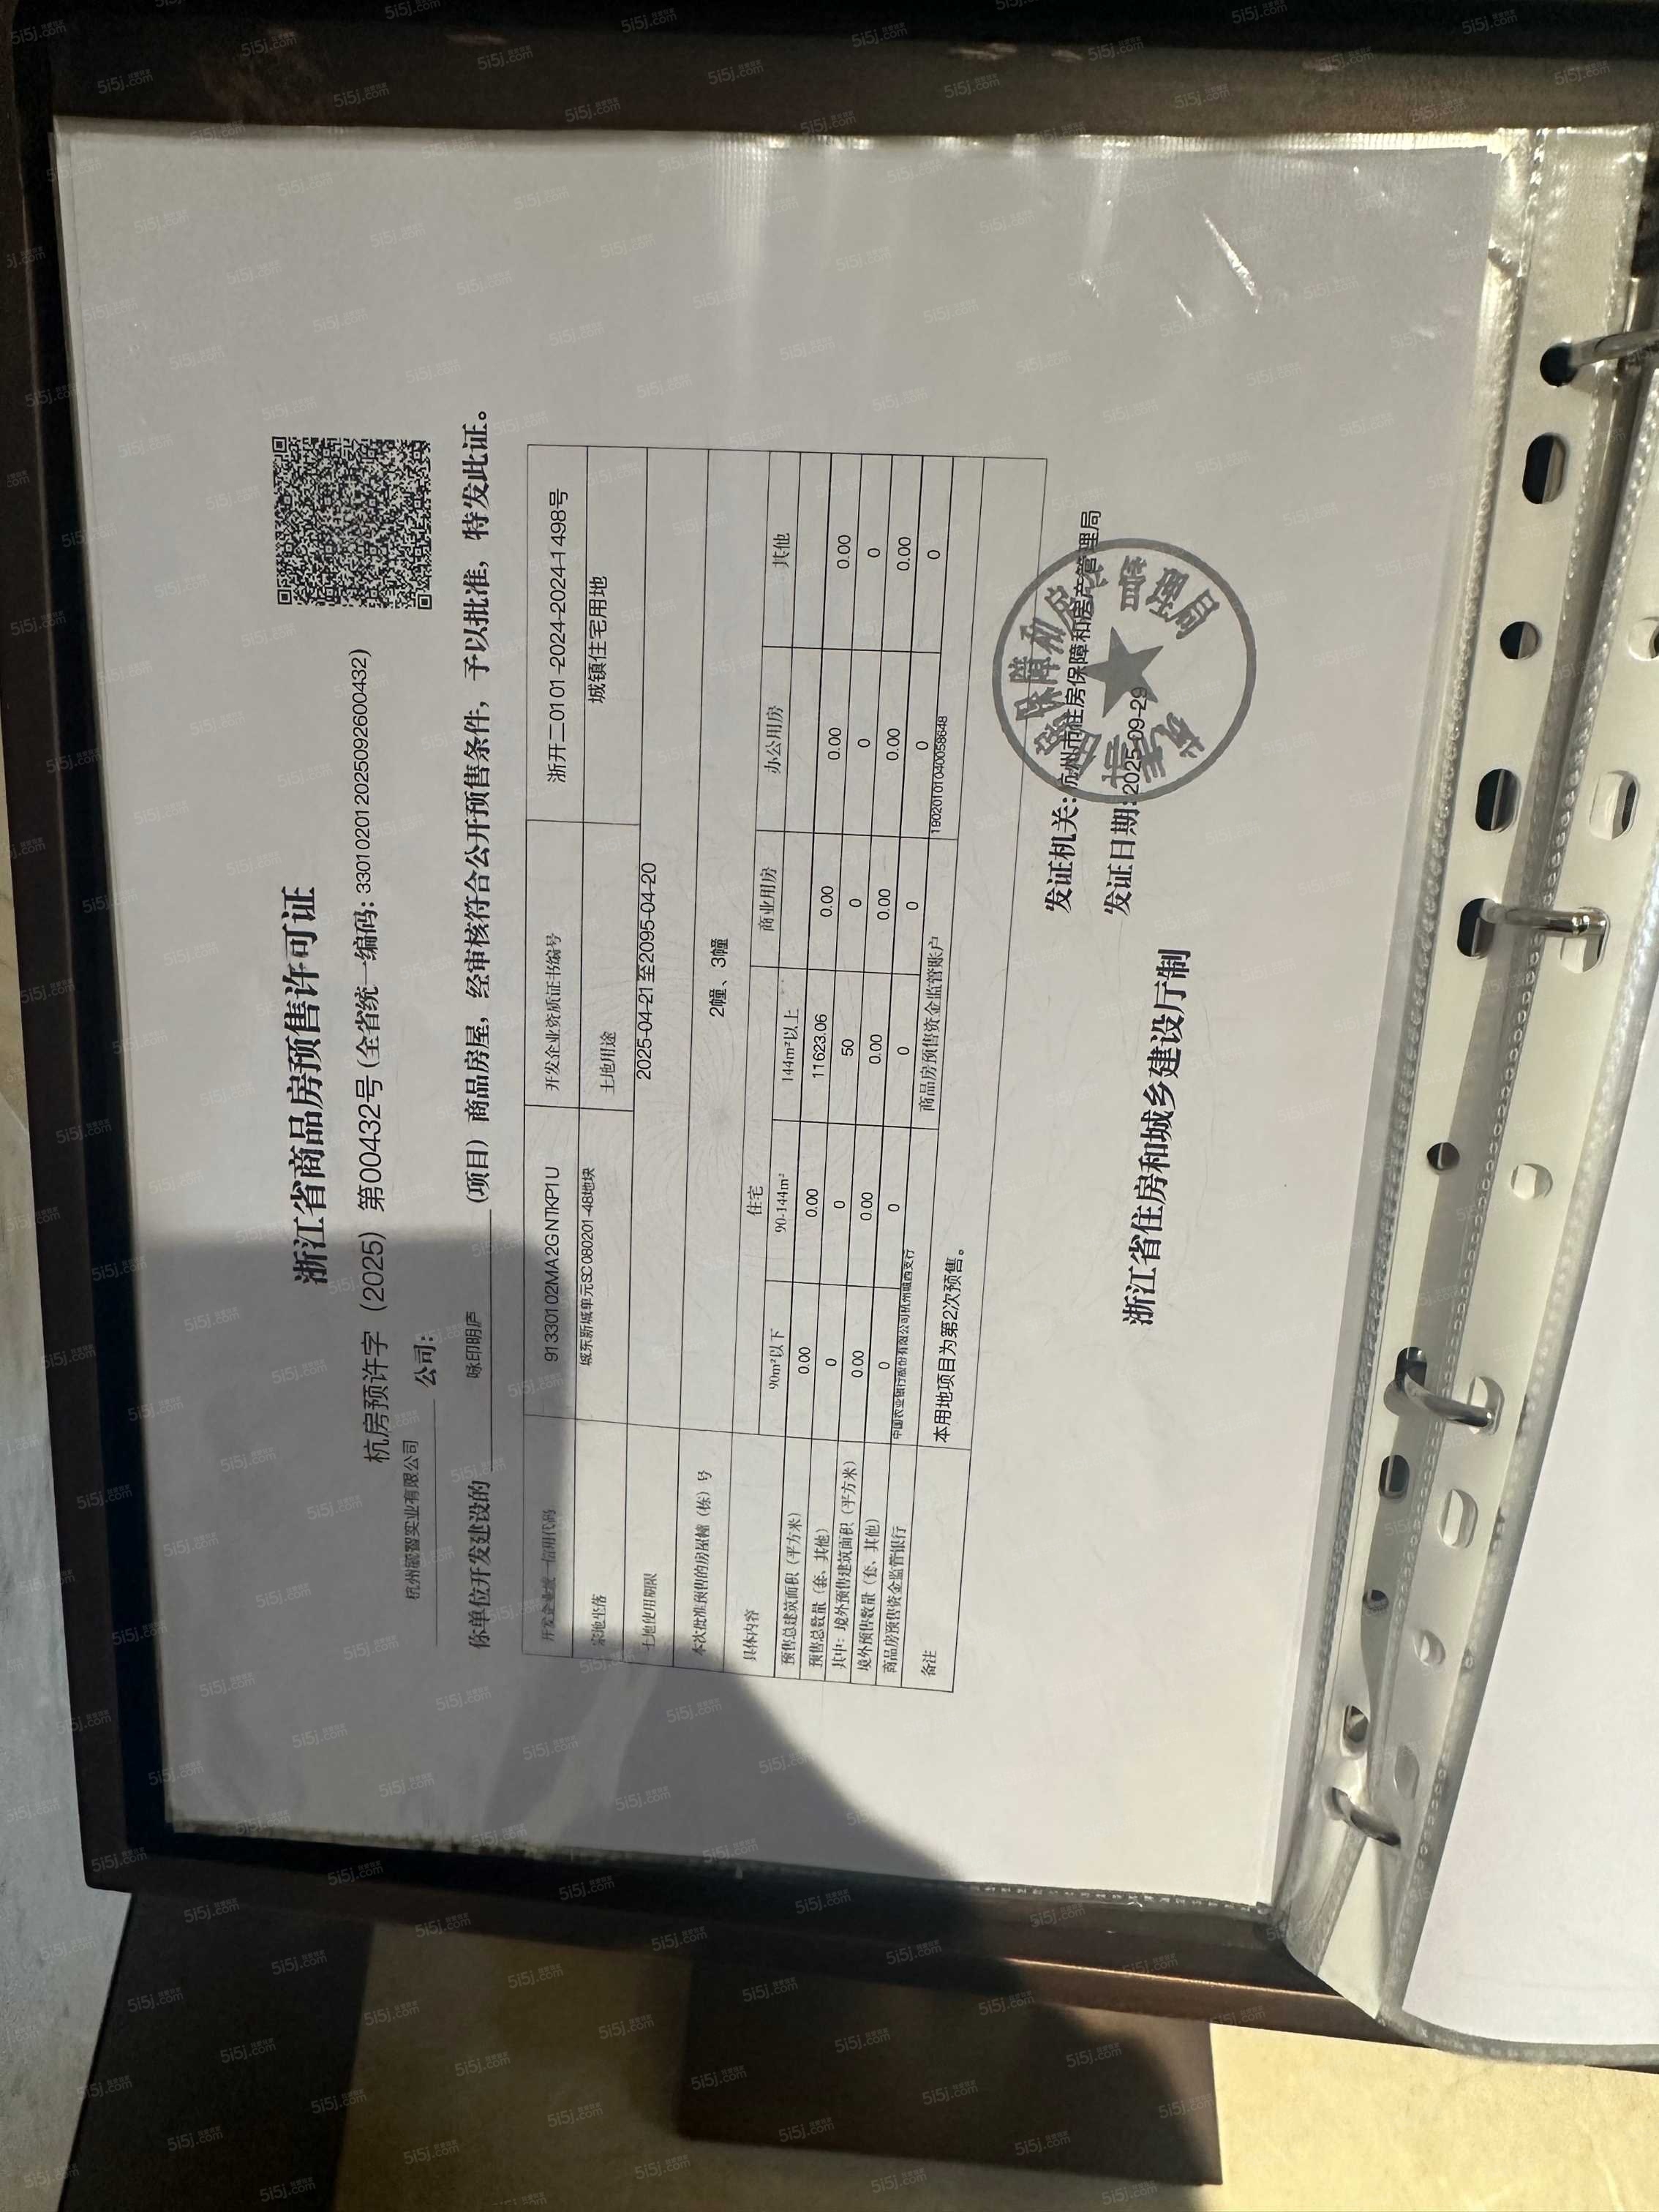 浙江省商品房预售许可证
杭房预许字（2025）第00432号(全省统一编码: 330102012025092600432)
杭州 智实业有限公司 公司:
你单位开发建设的 咏印明庐 (项目）商品房屋，经审核符合公开预售条件，予以批准，特发此证。
开发企业统一信用代码 91330102MA2GNTKP1U 开发企业资质证书编号 浙开二0101-2024-2024-1498号
宗地坐落 城东新城单元SC080201-48地块 土地用途 城镇住宅用地
土地使用期限 2025-04-21至2095-04-20
本次批准预售的房屋幢（栋）号 2幢、3幢
具体内容 住宅 商业用房 办公用房 其他
90m²以下 90-144m² 144m²以上
预售总建筑面积（平方米） 0.00 0.00 11623.06 0.00 0.00 0.00
预售总数量（套、其他） 0 0 50 0 0 0
其中：境外预售建筑面积（平方米） 0.00 0.00 0.00 0.00 0.00 0.00
境外预售数量（套、其他） 0 0 0 0 0 0
商品房预售资金监管银行 中国农业银行股份有限公司杭州城西支行 商品房预售资金监管账户 19020101040058648
备注 本用地项目为第2次预售。
发证机关: 杭州市住房保障和房产管理局
发证日期: 2025-09-29
浙江省住房和城乡建设厅制
5i5j.com